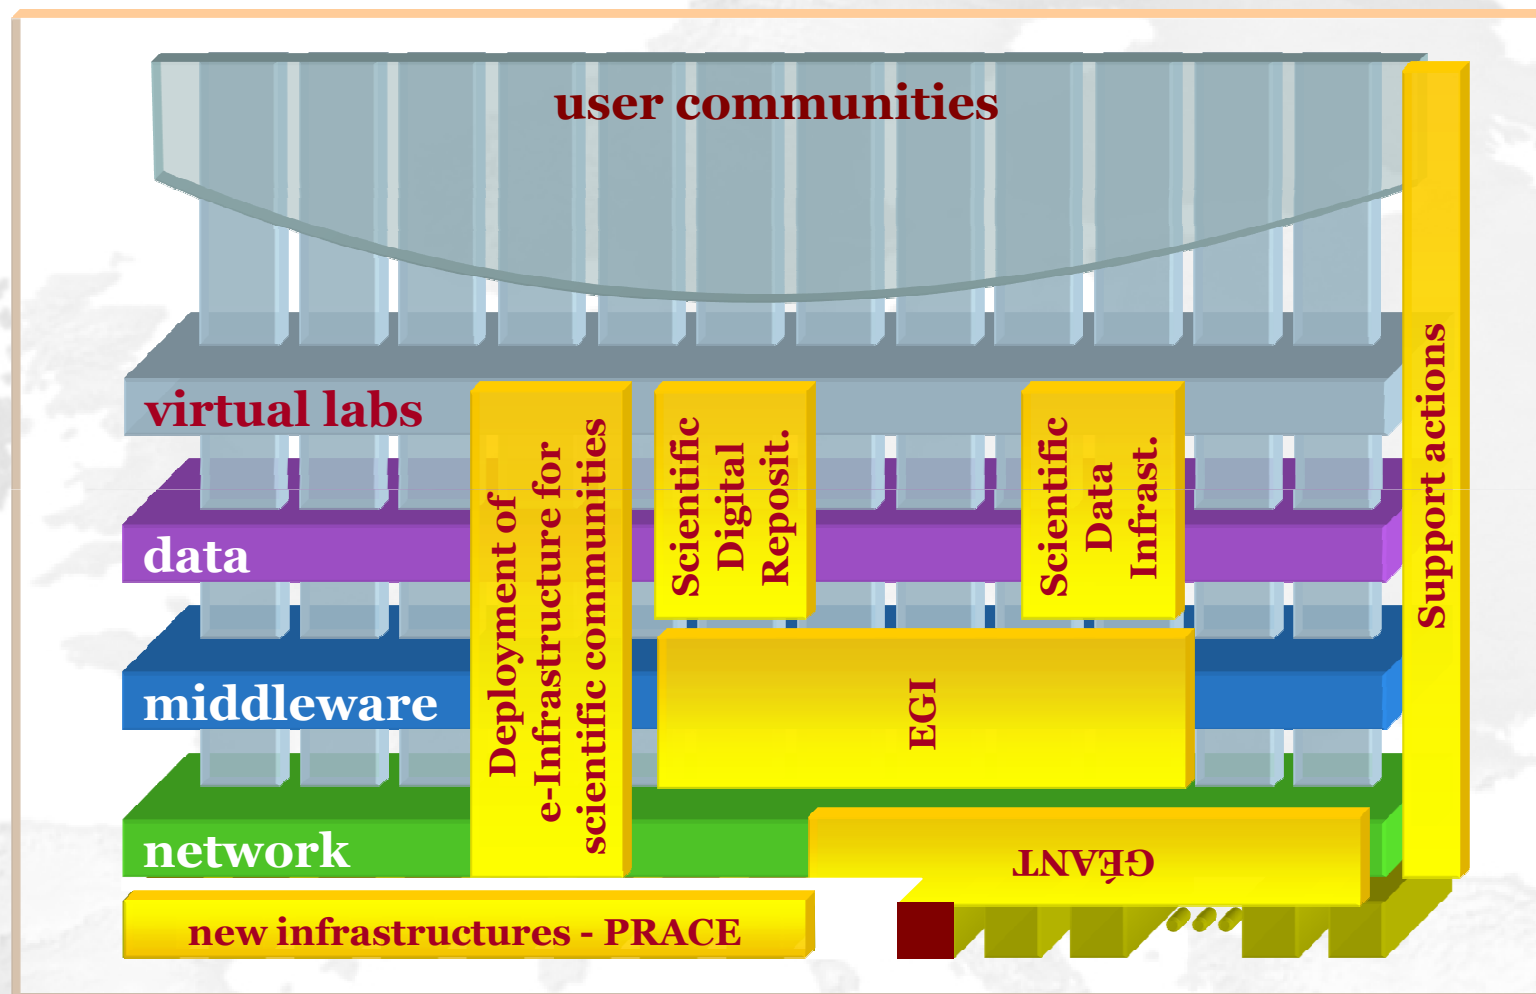 user communities
virtual labs
data
middleware
network
Deployment of
e-Infrastructure for
scientific communities
Scientific
Digital
Reposit.
Scientific
Data
Infrast.
EGI
GÉANT
new infrastructures - PRACE
Support actions